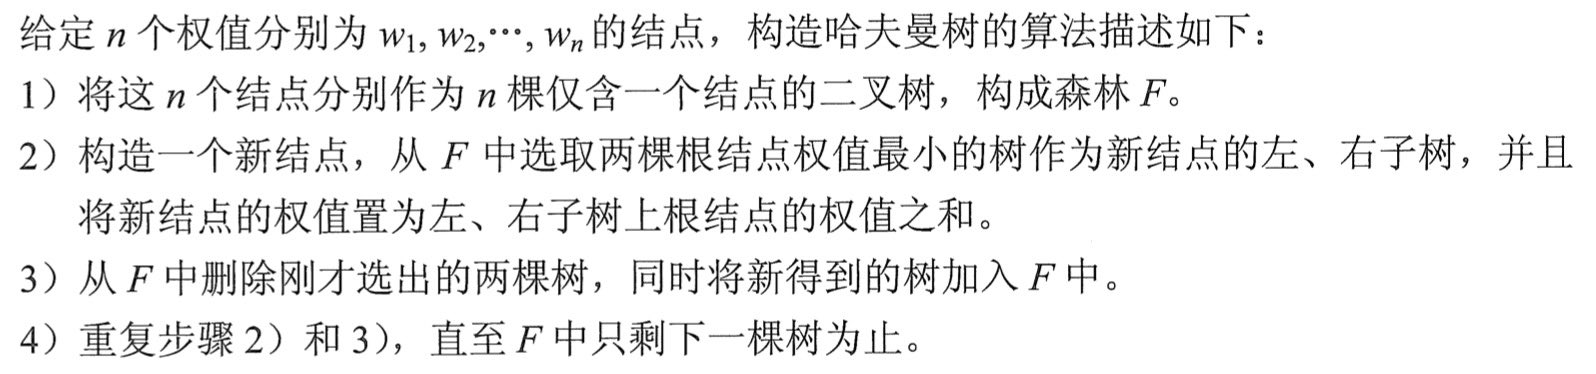 给定 n 个权值分别为 w₁, w₂,⋯, wₙ 的结点，构造哈夫曼树的算法描述如下：
1）将这 n 个结点分别作为 n 棵仅含一个结点的二叉树，构成森林 F。
2）构造一个新结点，从 F 中选取两棵根结点权值最小的树作为新结点的左、右子树，并且
将新结点的权值置为左、右子树上根结点的权值之和。
3）从 F 中删除刚才选出的两棵树，同时将新得到的树加入 F 中。
4）重复步骤 2）和 3），直至 F 中只剩下一棵树为止。